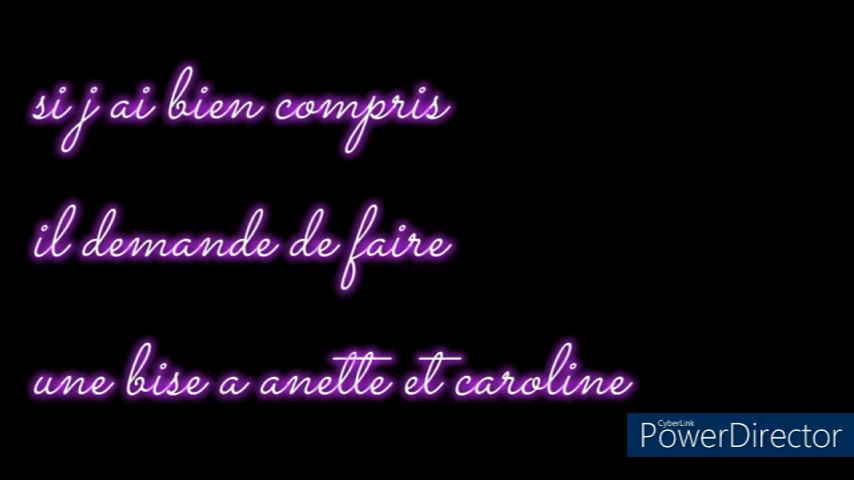 si j ai bien compris
il demande de faire
une bise a anette et caroline
CyberLink
PowerDirector